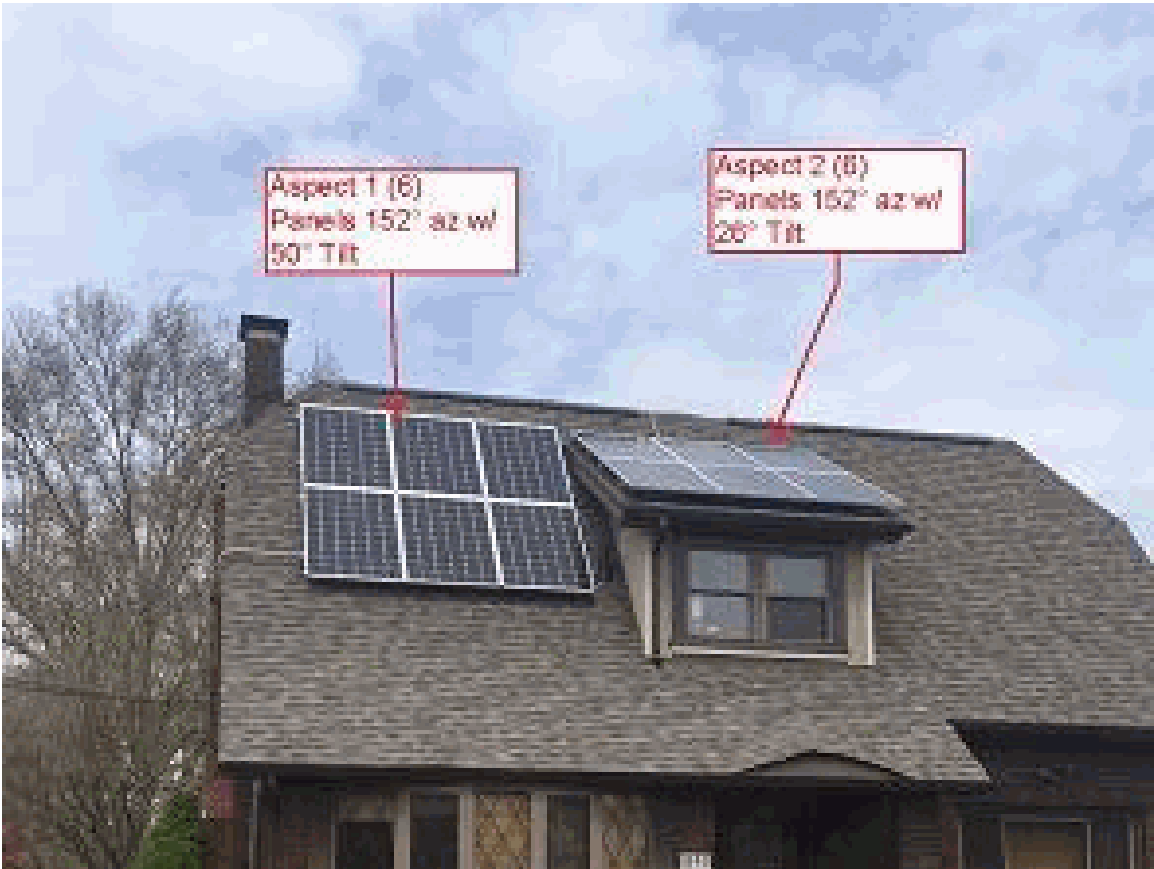 Aspect 1 (6)
Panels 152° az w/
50° Tilt
Aspect 2 (6)
Panels 152° az w/
26° Tilt